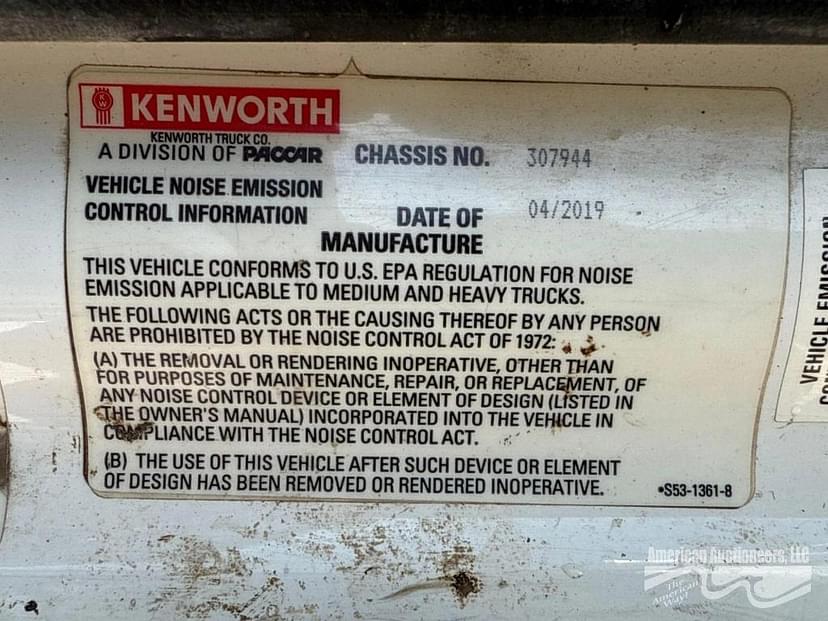 KENWORTH
KENWORTH TRUCK CO.
A DIVISION OF PACCAR
CHASSIS NO. 307944
VEHICLE NOISE EMISSION
CONTROL INFORMATION
DATE OF
MANUFACTURE
04/2019
THIS VEHICLE CONFORMS TO U.S. EPA REGULATION FOR NOISE
EMISSION APPLICABLE TO MEDIUM AND HEAVY TRUCKS.
THE FOLLOWING ACTS OR THE CAUSING THEREOF BY ANY PERSON
ARE PROHIBITED BY THE NOISE CONTROL ACT OF 1972:
(A) THE REMOVAL OR RENDERING INOPERATIVE, OTHER THAN
FOR PURPOSES OF MAINTENANCE, REPAIR, OR REPLACEMENT, OF
ANY NOISE CONTROL DEVICE OR ELEMENT OF DESIGN (LISTED IN
THE OWNER'S MANUAL) INCORPORATED INTO THE VEHICLE IN
COMPLIANCE WITH THE NOISE CONTROL ACT.
(B) THE USE OF THIS VEHICLE AFTER SUCH DEVICE OR ELEMENT
OF DESIGN HAS BEEN REMOVED OR RENDERED INOPERATIVE.
•S53-1361-8
VEHICLE EMISSION
American Auctioneers, LLC
The
American
Way!